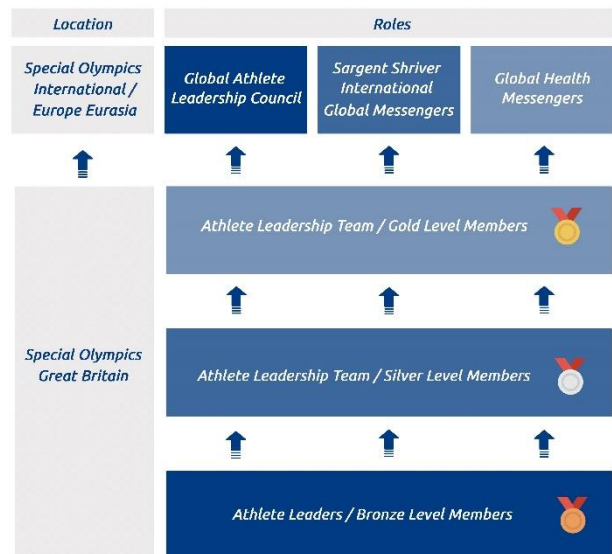 Location
Roles
Special Olympics
International /
Europe Eurasia
Global Athlete
Leadership Council
Sargent Shriver
International
Global Messengers
Global Health
Messengers
Athlete Leadership Team / Gold Level Members
Special Olympics
Great Britain
Athlete Leadership Team / Silver Level Members
Athlete Leaders / Bronze Level Members